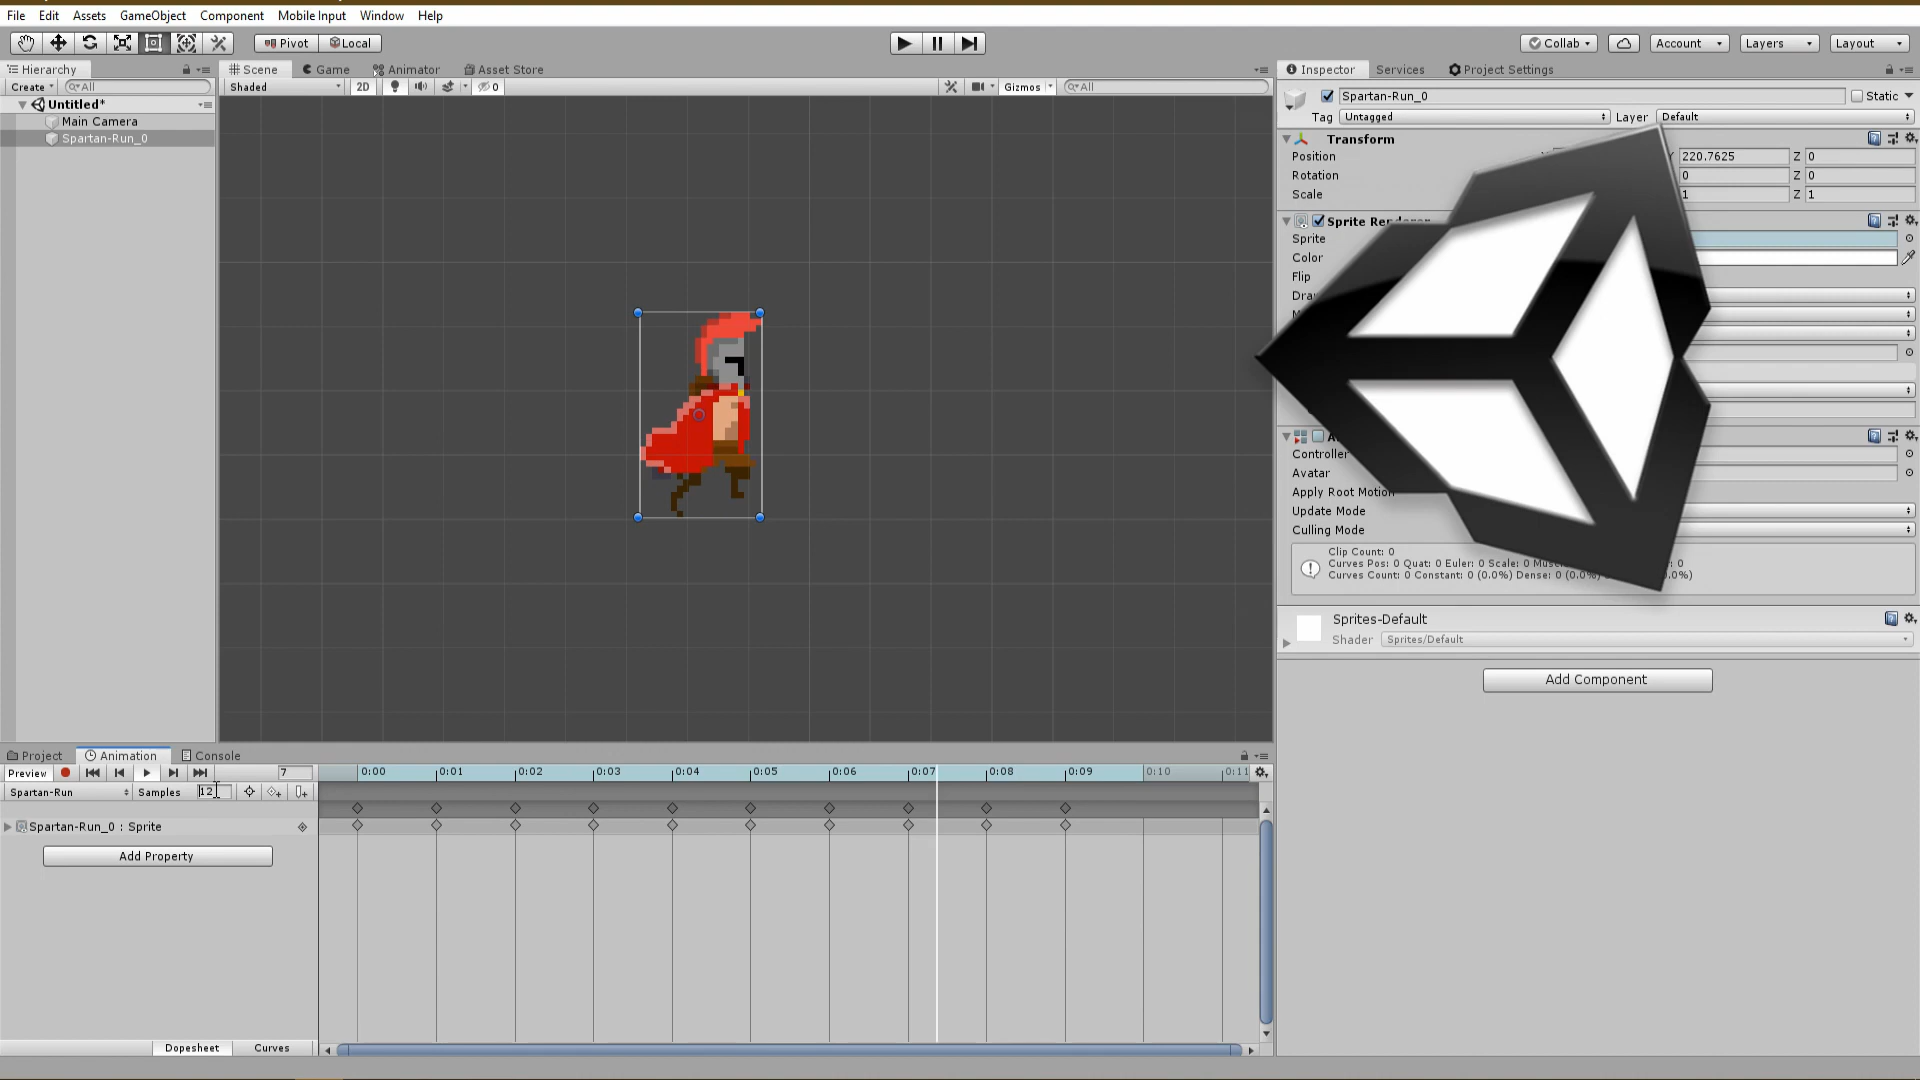 File Edit Assets GameObject Component Mobile Input Window Help
Pivot Local Collab Account Layers Layout
Hierarchy Scene Game Animator Asset Store Inspector Services Project Settings
Create All Shaded 2D 0 Gizmos All
Spartan-Run_0 Static
Untitled*
Tag Untagged Layer Default
Main Camera
Spartan-Run_0
Transform
Position 220.7625 Z 0
Rotation 0 Z 0
Scale 1 Z 1
Sprite Renderer
Sprite
Color
Flip
Controller
Avatar
Apply Root Motion
Update Mode
Culling Mode
Clip Count: 0
Curves Pos: 0 Quat: 0 Euler: 0 Scale: 0
Curves Count: 0 Constant: 0 (0.0%) Dense: 0 (0.0%)
Sprites-Default
Shader Sprites/Default
Add Component
Project Animation Console
Preview 7 0:00 0:01 0:02 0:03 0:04 0:05 0:06 0:07 0:08 0:09 0:10 0:11
Spartan-Run Samples 12
Spartan-Run_0 : Sprite
Add Property
Dopesheet Curves